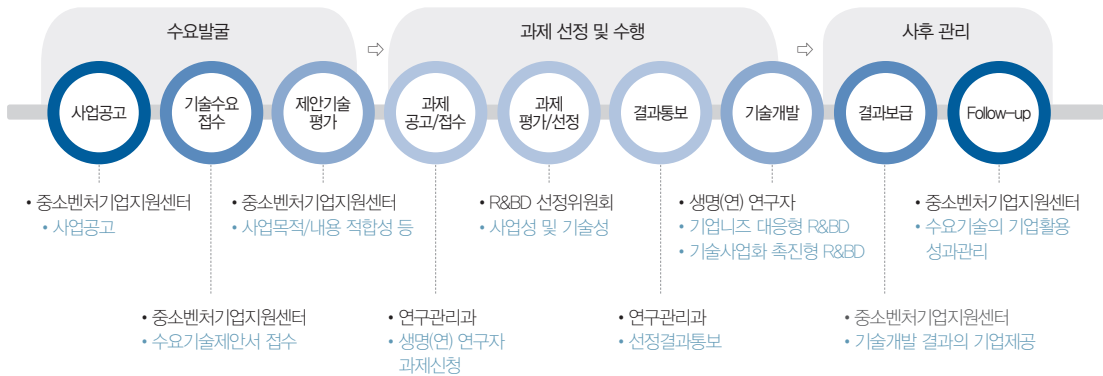 수요발굴
과제 선정 및 수행
사후 관리
사업공고
기술수요
접수
제안기술
평가
과제
공고/접수
과제
평가/선정
결과통보
기술개발
결과보급
Follow-up
• 중소벤처기업지원센터
• 사업공고
• 중소벤처기업지원센터
• 사업목적/내용 적합성 등
• R&BD 선정위원회
• 사업성 및 기술성
• 생명(연) 연구자
• 기업니즈 대응형 R&BD
• 기술사업화 촉진형 R&BD
• 중소벤처기업지원센터
• 수요기술의 기업활용
성과관리
• 중소벤처기업지원센터
• 수요기술제안서 접수
• 연구관리과
• 생명(연) 연구자
과제신청
• 연구관리과
• 선정결과통보
• 중소벤처기업지원센터
• 기술개발 결과의 기업제공